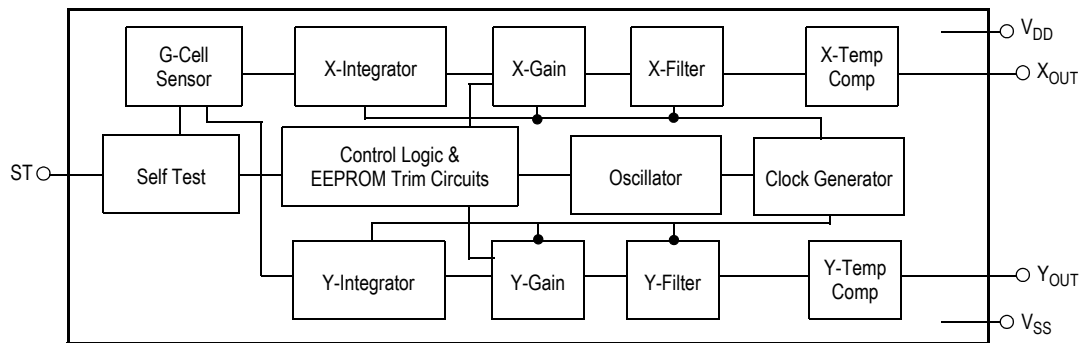 G-Cell
Sensor
X-Integrator
X-Gain
X-Filter
X-Temp
Comp
VDD
XOUT
ST
Self Test
Control Logic &
EEPROM Trim Circuits
Oscillator
Clock Generator
Y-Integrator
Y-Gain
Y-Filter
Y-Temp
Comp
YOUT
VSS